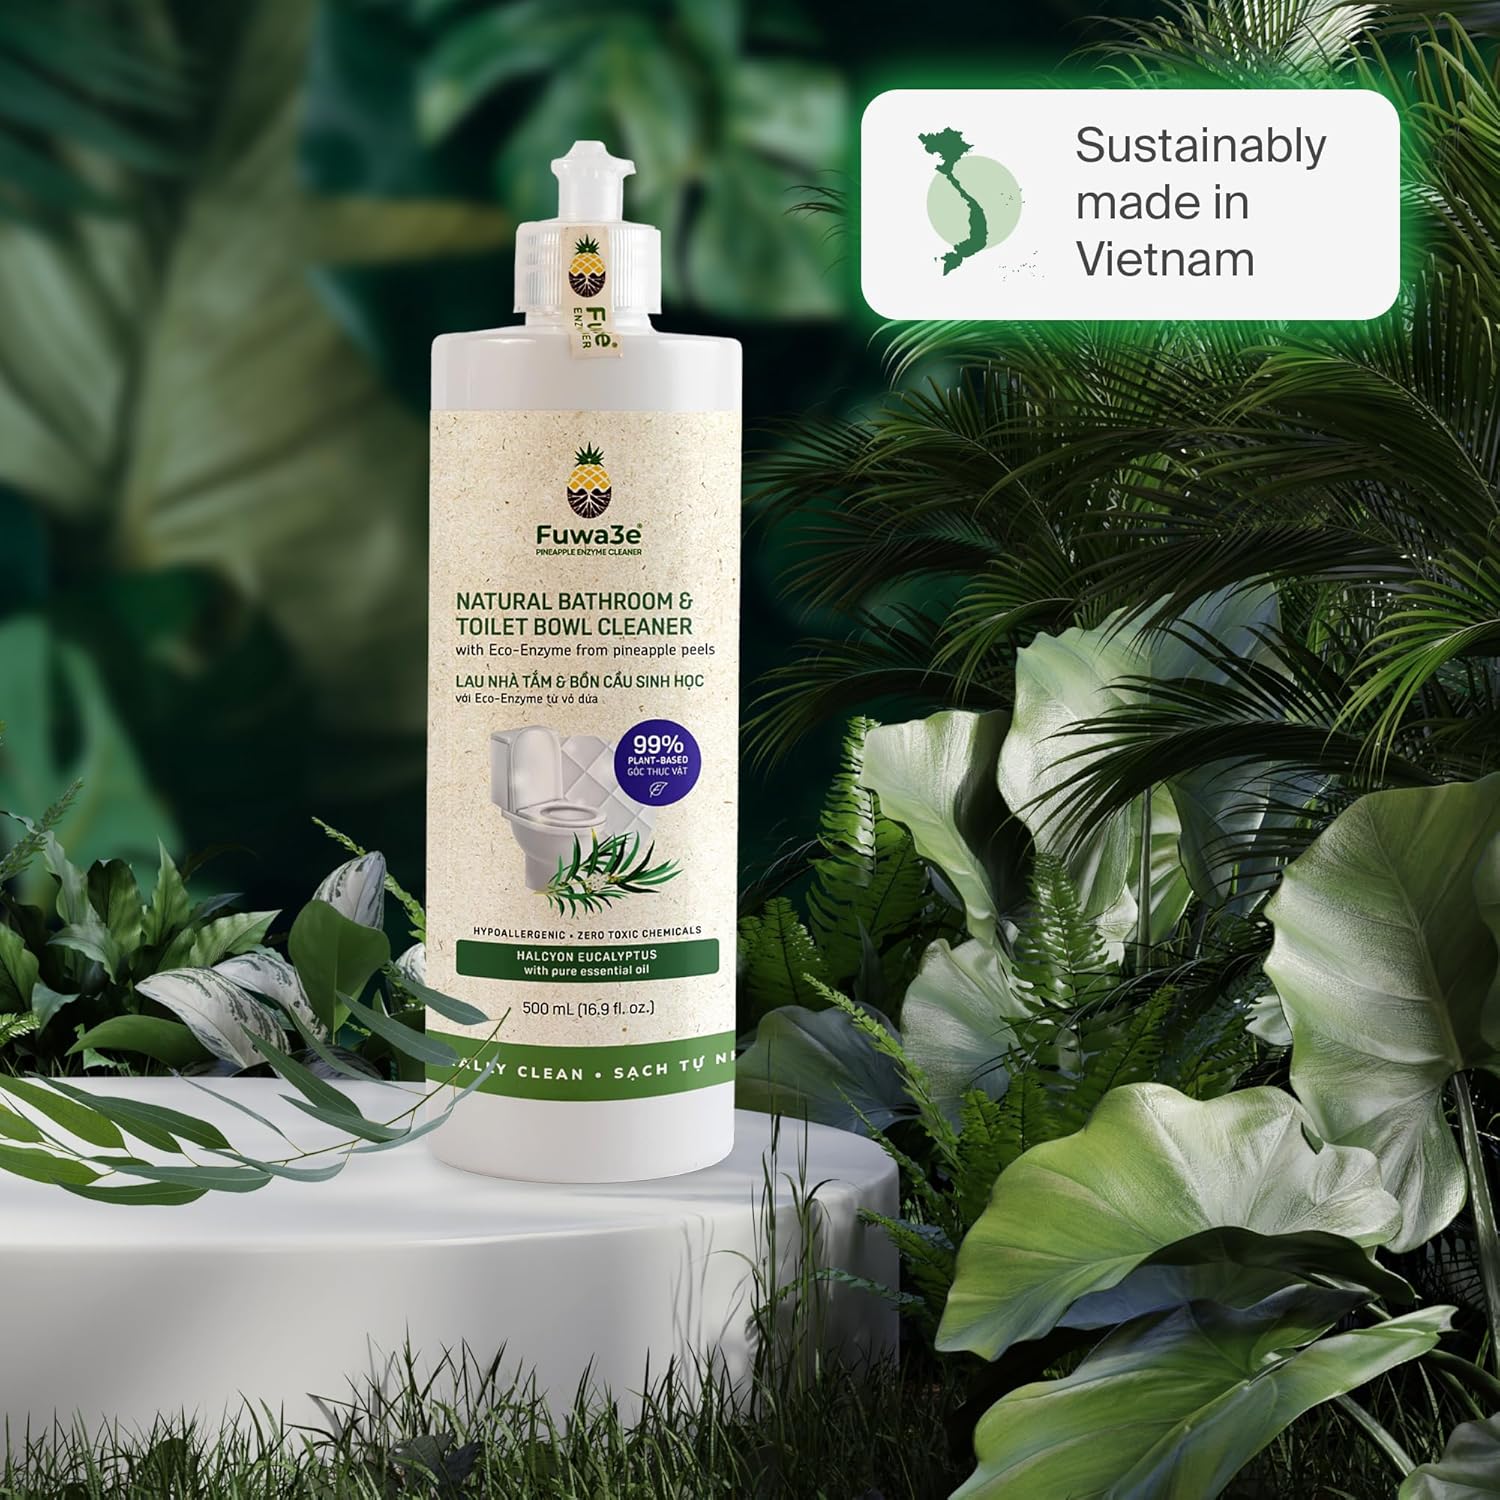 Sustainably
made in
Vietnam
Fuwa3e®
PINEAPPLE ENZYME CLEANER
NATURAL BATHROOM &
TOILET BOWL CLEANER
with Eco-Enzyme from pineapple peels
LAU NHÀ TẮM & BỒN CẦU SINH HỌC
với Eco-Enzyme từ vỏ dứa
99%
PLANT-BASED
GỐC THỰC VẬT
HYPOALLERGENIC • ZERO TOXIC CHEMICALS
HALCYON EUCALYPTUS
with pure essential oil
500 mL (16.9 fl. oz.)
ALLY CLEAN • SẠCH TỰ NH